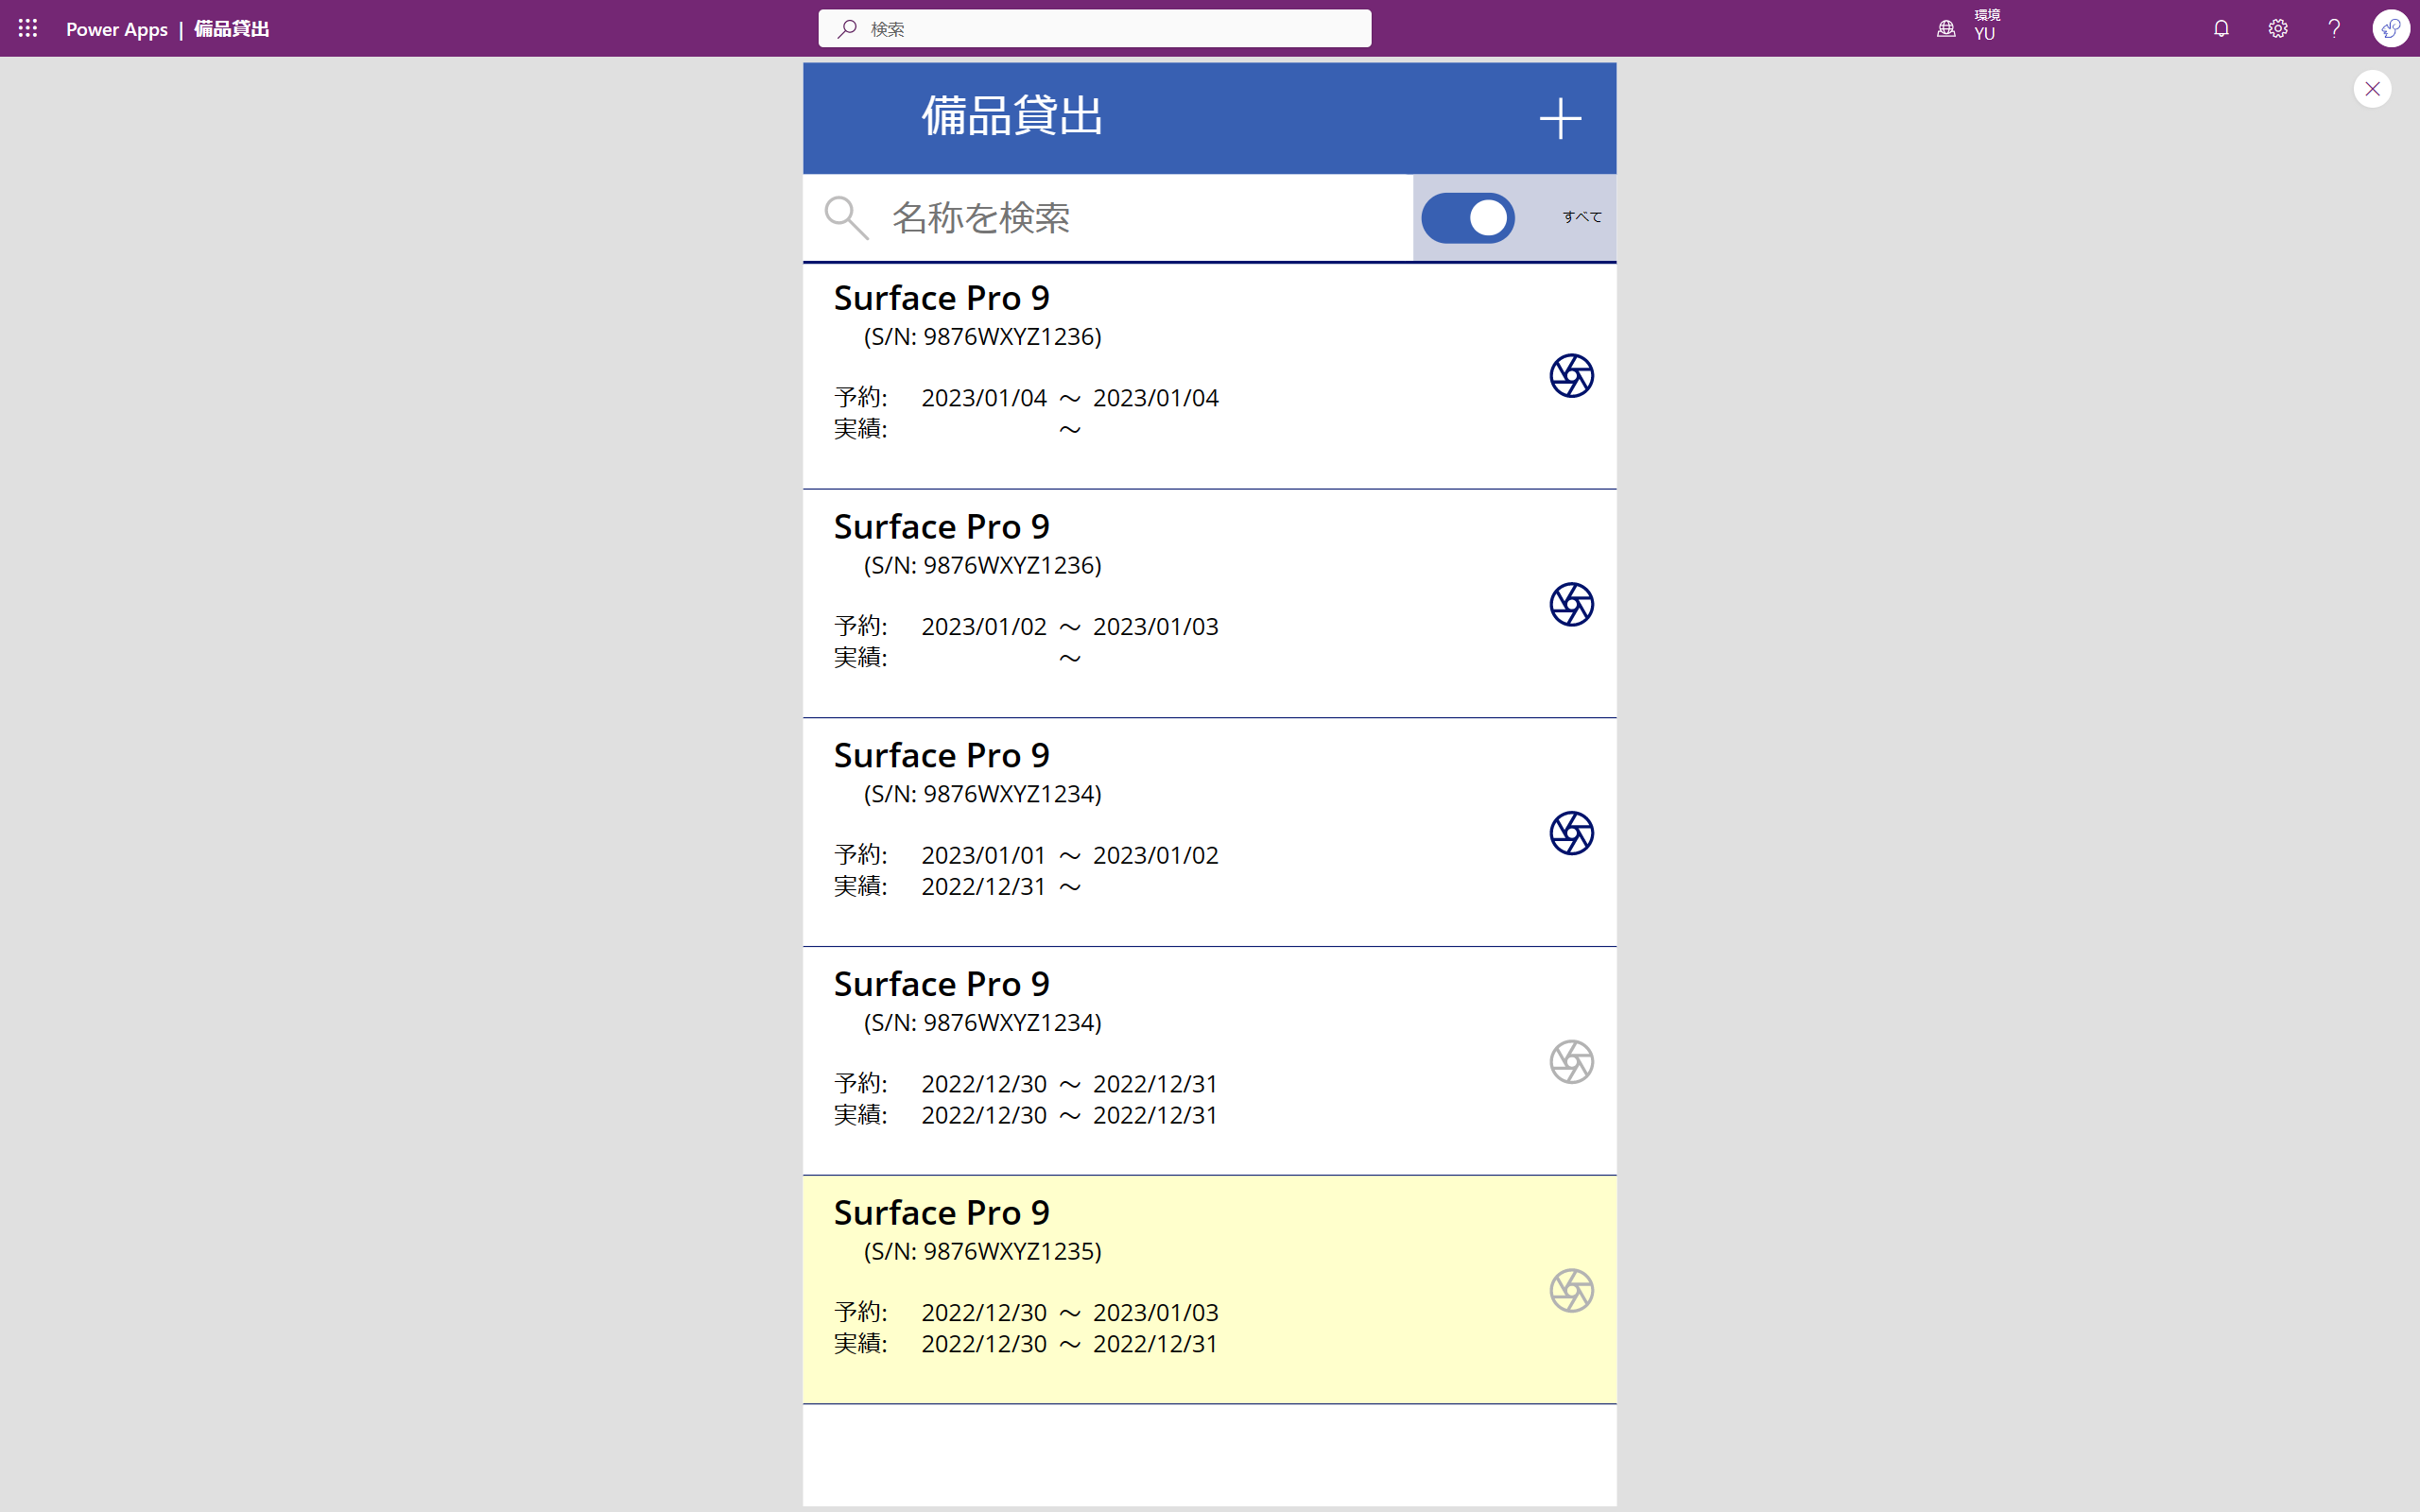 Power Apps | 備品貸出
検索
環境
YU
備品貸出
名称を検索
すべて
Surface Pro 9
(S/N: 9876WXYZ1236)
予約: 2023/01/04 ～ 2023/01/04
実績: ～
Surface Pro 9
(S/N: 9876WXYZ1236)
予約: 2023/01/02 ～ 2023/01/03
実績: ～
Surface Pro 9
(S/N: 9876WXYZ1234)
予約: 2023/01/01 ～ 2023/01/02
実績: 2022/12/31 ～
Surface Pro 9
(S/N: 9876WXYZ1234)
予約: 2022/12/30 ～ 2022/12/31
実績: 2022/12/30 ～ 2022/12/31
Surface Pro 9
(S/N: 9876WXYZ1235)
予約: 2022/12/30 ～ 2023/01/03
実績: 2022/12/30 ～ 2022/12/31